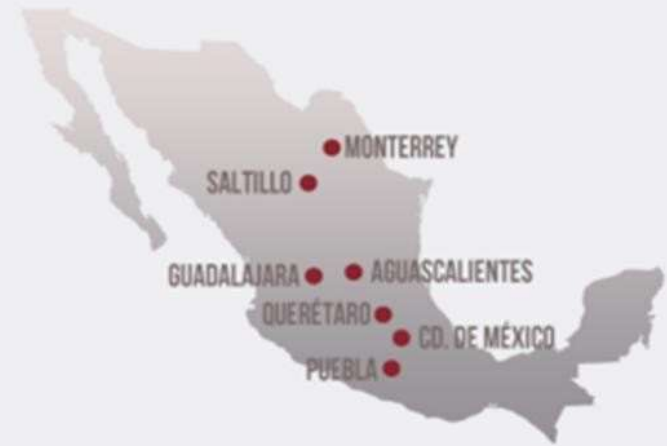 MONTERREY
SALTILLO
GUADALAJARA
AGUASCALIENTES
QUERÉTARO
CD. DE MÉXICO
PUEBLA